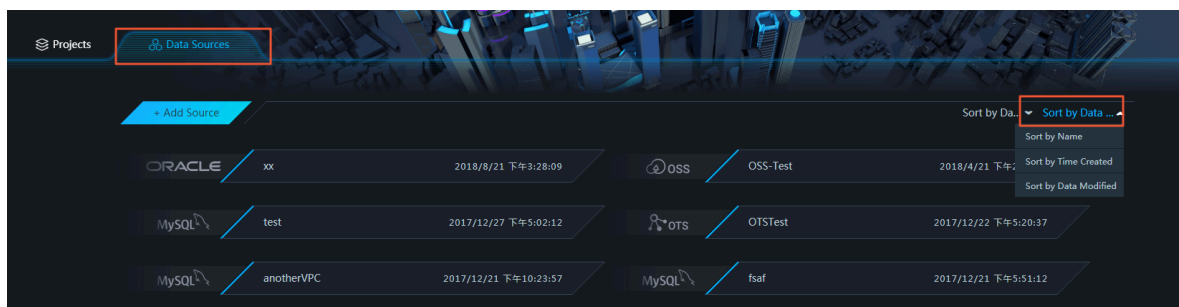 Projects
Data Sources
+ Add Source
Sort by Da...
Sort by Data ...
Sort by Name
Sort by Time Created
Sort by Data Modified
ORACLE
xx
2018/8/21 下午3:28:09
OSS
OSS-Test
2018/4/21 下午2
MySQL
test
2017/12/27 下午5:02:12
OTS
OTSTest
2017/12/22 下午5:20:37
MySQL
anotherVPC
2017/12/21 下午10:23:57
MySQL
fsaf
2017/12/21 下午5:51:12